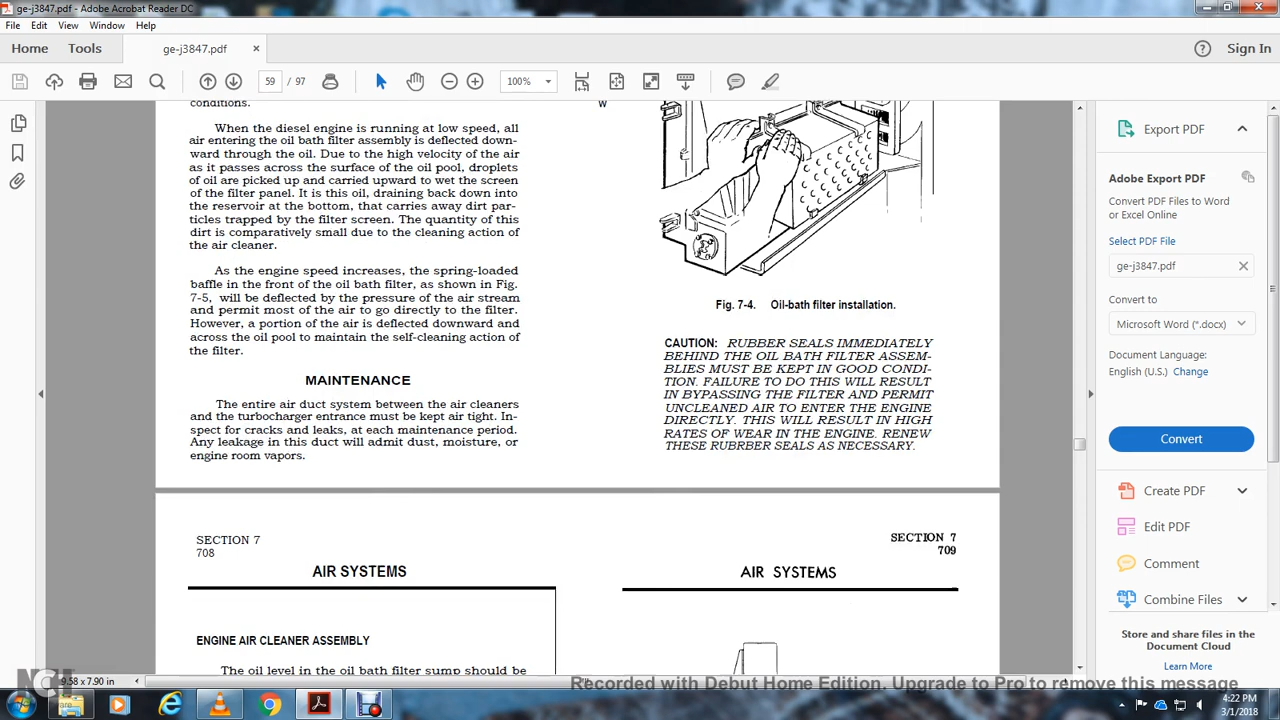 ge-j3847.pdf - Adobe Acrobat Reader DC
File Edit View Window Help
Home Tools ge-j3847.pdf × Sign In
59 / 97 100%
conditions.
When the diesel engine is running at low speed, all
air entering the oil bath filter assembly is deflected down-
ward through the oil. Due to the high velocity of the air
as it passes across the surface of the oil pool, droplets
of oil are picked up and carried upward to wet the screen
of the filter panel. It is this oil, draining back down into
the reservoir at the bottom, that carries away dirt par-
ticles trapped by the filter screen. The quantity of this
dirt is comparatively small due to the cleaning action of
the air cleaner.
As the engine speed increases, the spring-loaded
baffle in the front of the oil bath filter, as shown in Fig.
7-5, will be deflected by the pressure of the air stream
and permit most of the air to go directly to the filter.
However, a portion of the air is deflected downward and
across the oil pool to maintain the self-cleaning action of
the filter.
MAINTENANCE
The entire air duct system between the air cleaners
and the turbocharger entrance must be kept air tight. In-
spect for cracks and leaks, at each maintenance period.
Any leakage in this duct will admit dust, moisture, or
engine room vapors.
W
Fig. 7-4. Oil-bath filter installation.
CAUTION: RUBBER SEALS IMMEDIATELY
BEHIND THE OIL BATH FILTER ASSEM-
BLIES MUST BE KEPT IN GOOD CONDI-
TION. FAILURE TO DO THIS WILL RESULT
IN BYPASSING THE FILTER AND PERMIT
UNCLEANED AIR TO ENTER THE ENGINE
DIRECTLY. THIS WILL RESULT IN HIGH
RATES OF WEAR IN THE ENGINE. RENEW
THESE RUBRBER SEALS AS NECESSARY.
SECTION 7
708
AIR SYSTEMS
ENGINE AIR CLEANER ASSEMBLY
The oil level in the oil bath filter sump should be
SECTION 7
709
AIR SYSTEMS
Export PDF
Adobe Export PDF
Convert PDF Files to Word
or Excel Online
Select PDF File
ge-j3847.pdf
Convert to
Microsoft Word (*.docx)
Document Language:
English (U.S.) Change
Convert
Create PDF
Edit PDF
Comment
Combine Files
Store and share files in the
Document Cloud
Learn More
9.58 x 7.90 in
Recorded with Debut Home Edition. Upgrade to Pro to remove this message
4:22 PM
3/1/2018